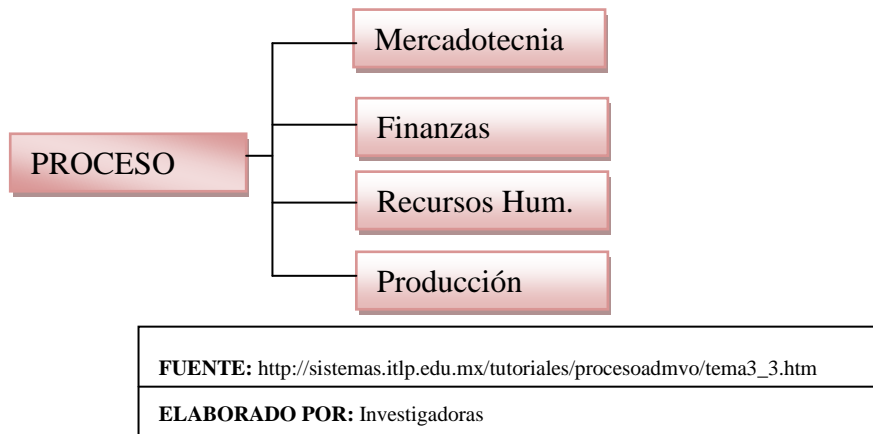 Mercadotecnia
Finanzas
PROCESO
Recursos Hum.
Producción
FUENTE: http://sistemas.itlp.edu.mx/tutoriales/procesoadmvo/tema3_3.htm
ELABORADO POR: Investigadoras